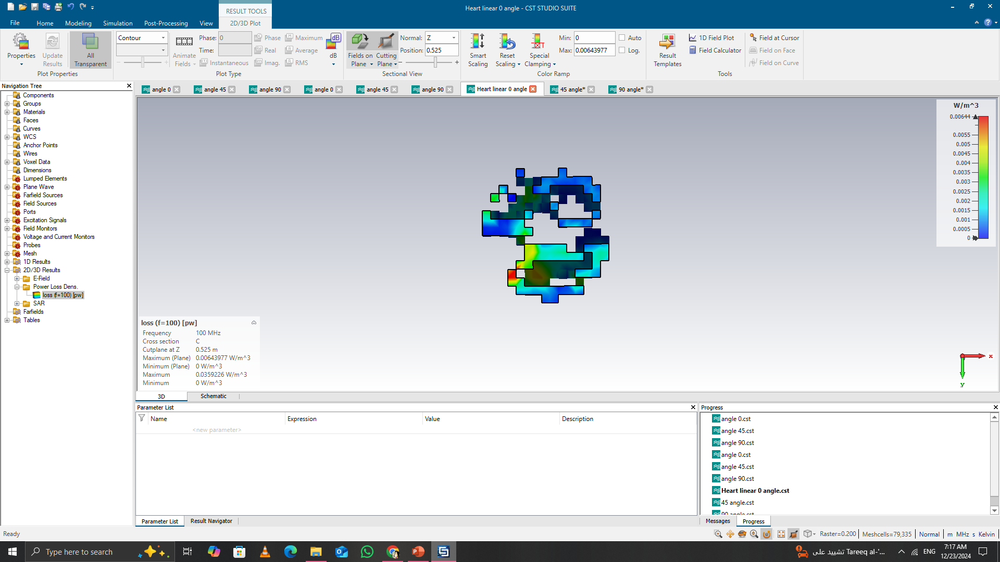 Heart linear 0 angle - CST STUDIO SUITE
RESULT TOOLS
File Home Modeling Simulation Post-Processing View 2D/3D Plot
Properties
Update Results
All Transparent
Plot Properties
Contour
Animate Fields
Phase: 0
Time:
Phase Maximum
Real Average
Instantaneous Imag. RMS
dB
dB
Plot Type
Fields on Plane
Cutting Plane
Normal: Z
Position: 0.525
Sectional View
Smart Scaling
Reset Scaling
Special Clamping
Min: 0 Auto
Max: 0.00643977 Log.
Color Ramp
Result Templates
1D Field Plot
Field Calculator
Field at Cursor
Field on Face
Field on Curve
Tools
Navigation Tree
Components
Groups
Materials
Faces
Curves
WCS
Anchor Points
Wires
Voxel Data
Dimensions
Lumped Elements
Plane Wave
Farfield Sources
Field Sources
Ports
Excitation Signals
Field Monitors
Voltage and Current Monitors
Probes
Mesh
1D Results
2D/3D Results
E-Field
Power Loss Dens.
loss (f=100) [pw]
SAR
Farfields
Tables
angle 0 angle 45 angle 90 angle 0 angle 45 angle 90 Heart linear 0 angle 45 angle* 90 angle*
W/m^3
0.00644
0.0055
0.005
0.0045
0.004
0.0035
0.003
0.0025
0.002
0.0015
0.001
0.0005
0
loss (f=100) [pw]
Frequency 100 MHz
Cross section C
Cutplane at Z 0.525 m
Maximum (Plane) 0.00643977 W/m^3
Minimum (Plane) 0 W/m^3
Maximum 0.0359226 W/m^3
Minimum 0 W/m^3
x
y
3D Schematic
Parameter List
Name Expression Value Description
<new parameter>
Parameter List Result Navigator
Progress
angle 0.cst
angle 45.cst
angle 90.cst
angle 0.cst
angle 45.cst
angle 90.cst
Heart linear 0 angle.cst
45 angle.cst
90 angle.cst
Messages Progress
Ready
Raster=0.200 Meshcells=79,335 Normal m MHz s Kelvin
Type here to search
تشييد على Tareeq al-'...
ENG
7:17 AM
12/23/2024